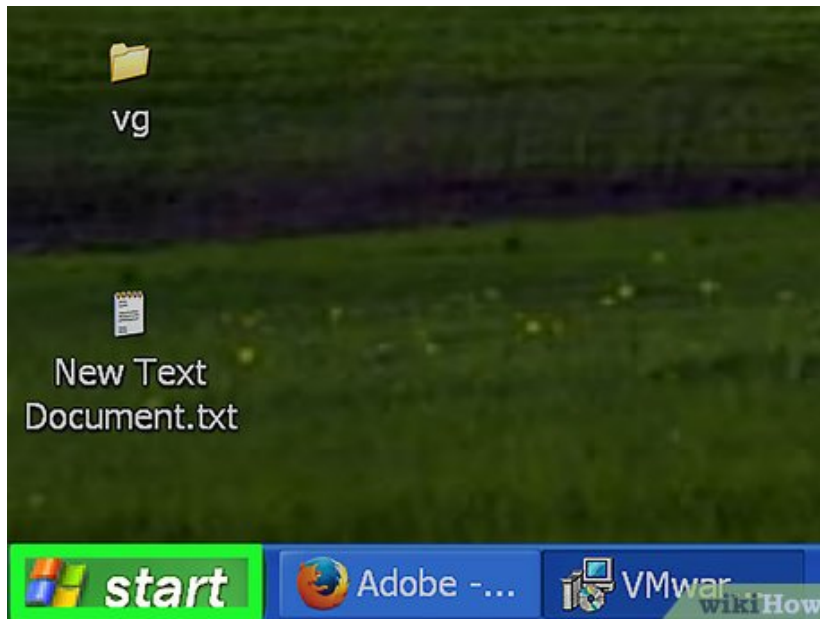 vg
New Text
Document.txt
start
Adobe -...
VMwar...
wikiHow